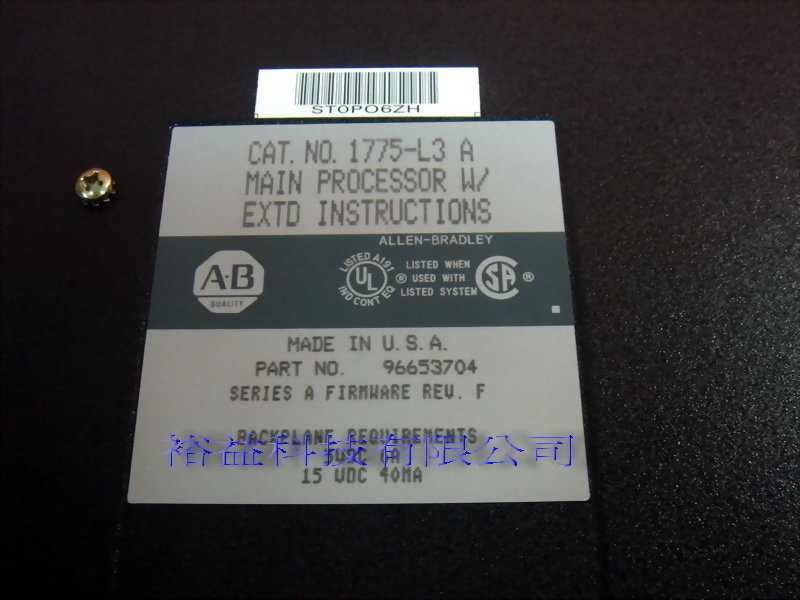 ST0PO6ZH
CAT. NO. 1775-L3 A
MAIN PROCESSOR W/
EXTD INSTRUCTIONS
ALLEN-BRADLEY
A-B
QUALITY
LISTED A191
UL
IND CONT EQ
®
LISTED WHEN
USED WITH
LISTED SYSTEM
SA
®
MADE IN U.S.A.
PART NO. 96653704
SERIES A FIRMWARE REV. F
BACKPLANE REQUIREMENTS
裕益科技有限公司
15 VDC 40MA